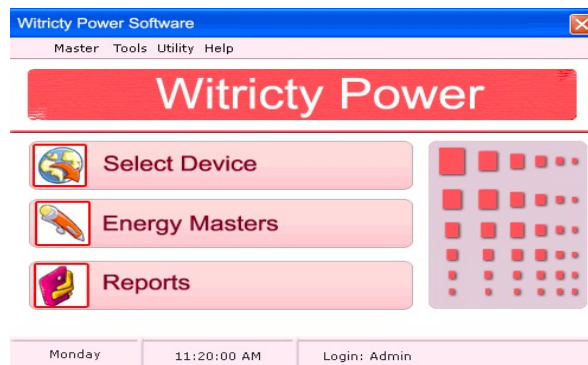 Witricty Power Software
Master Tools Utility Help
Witricty Power
Select Device
Energy Masters
Reports
Monday 11:20:00 AM Login: Admin